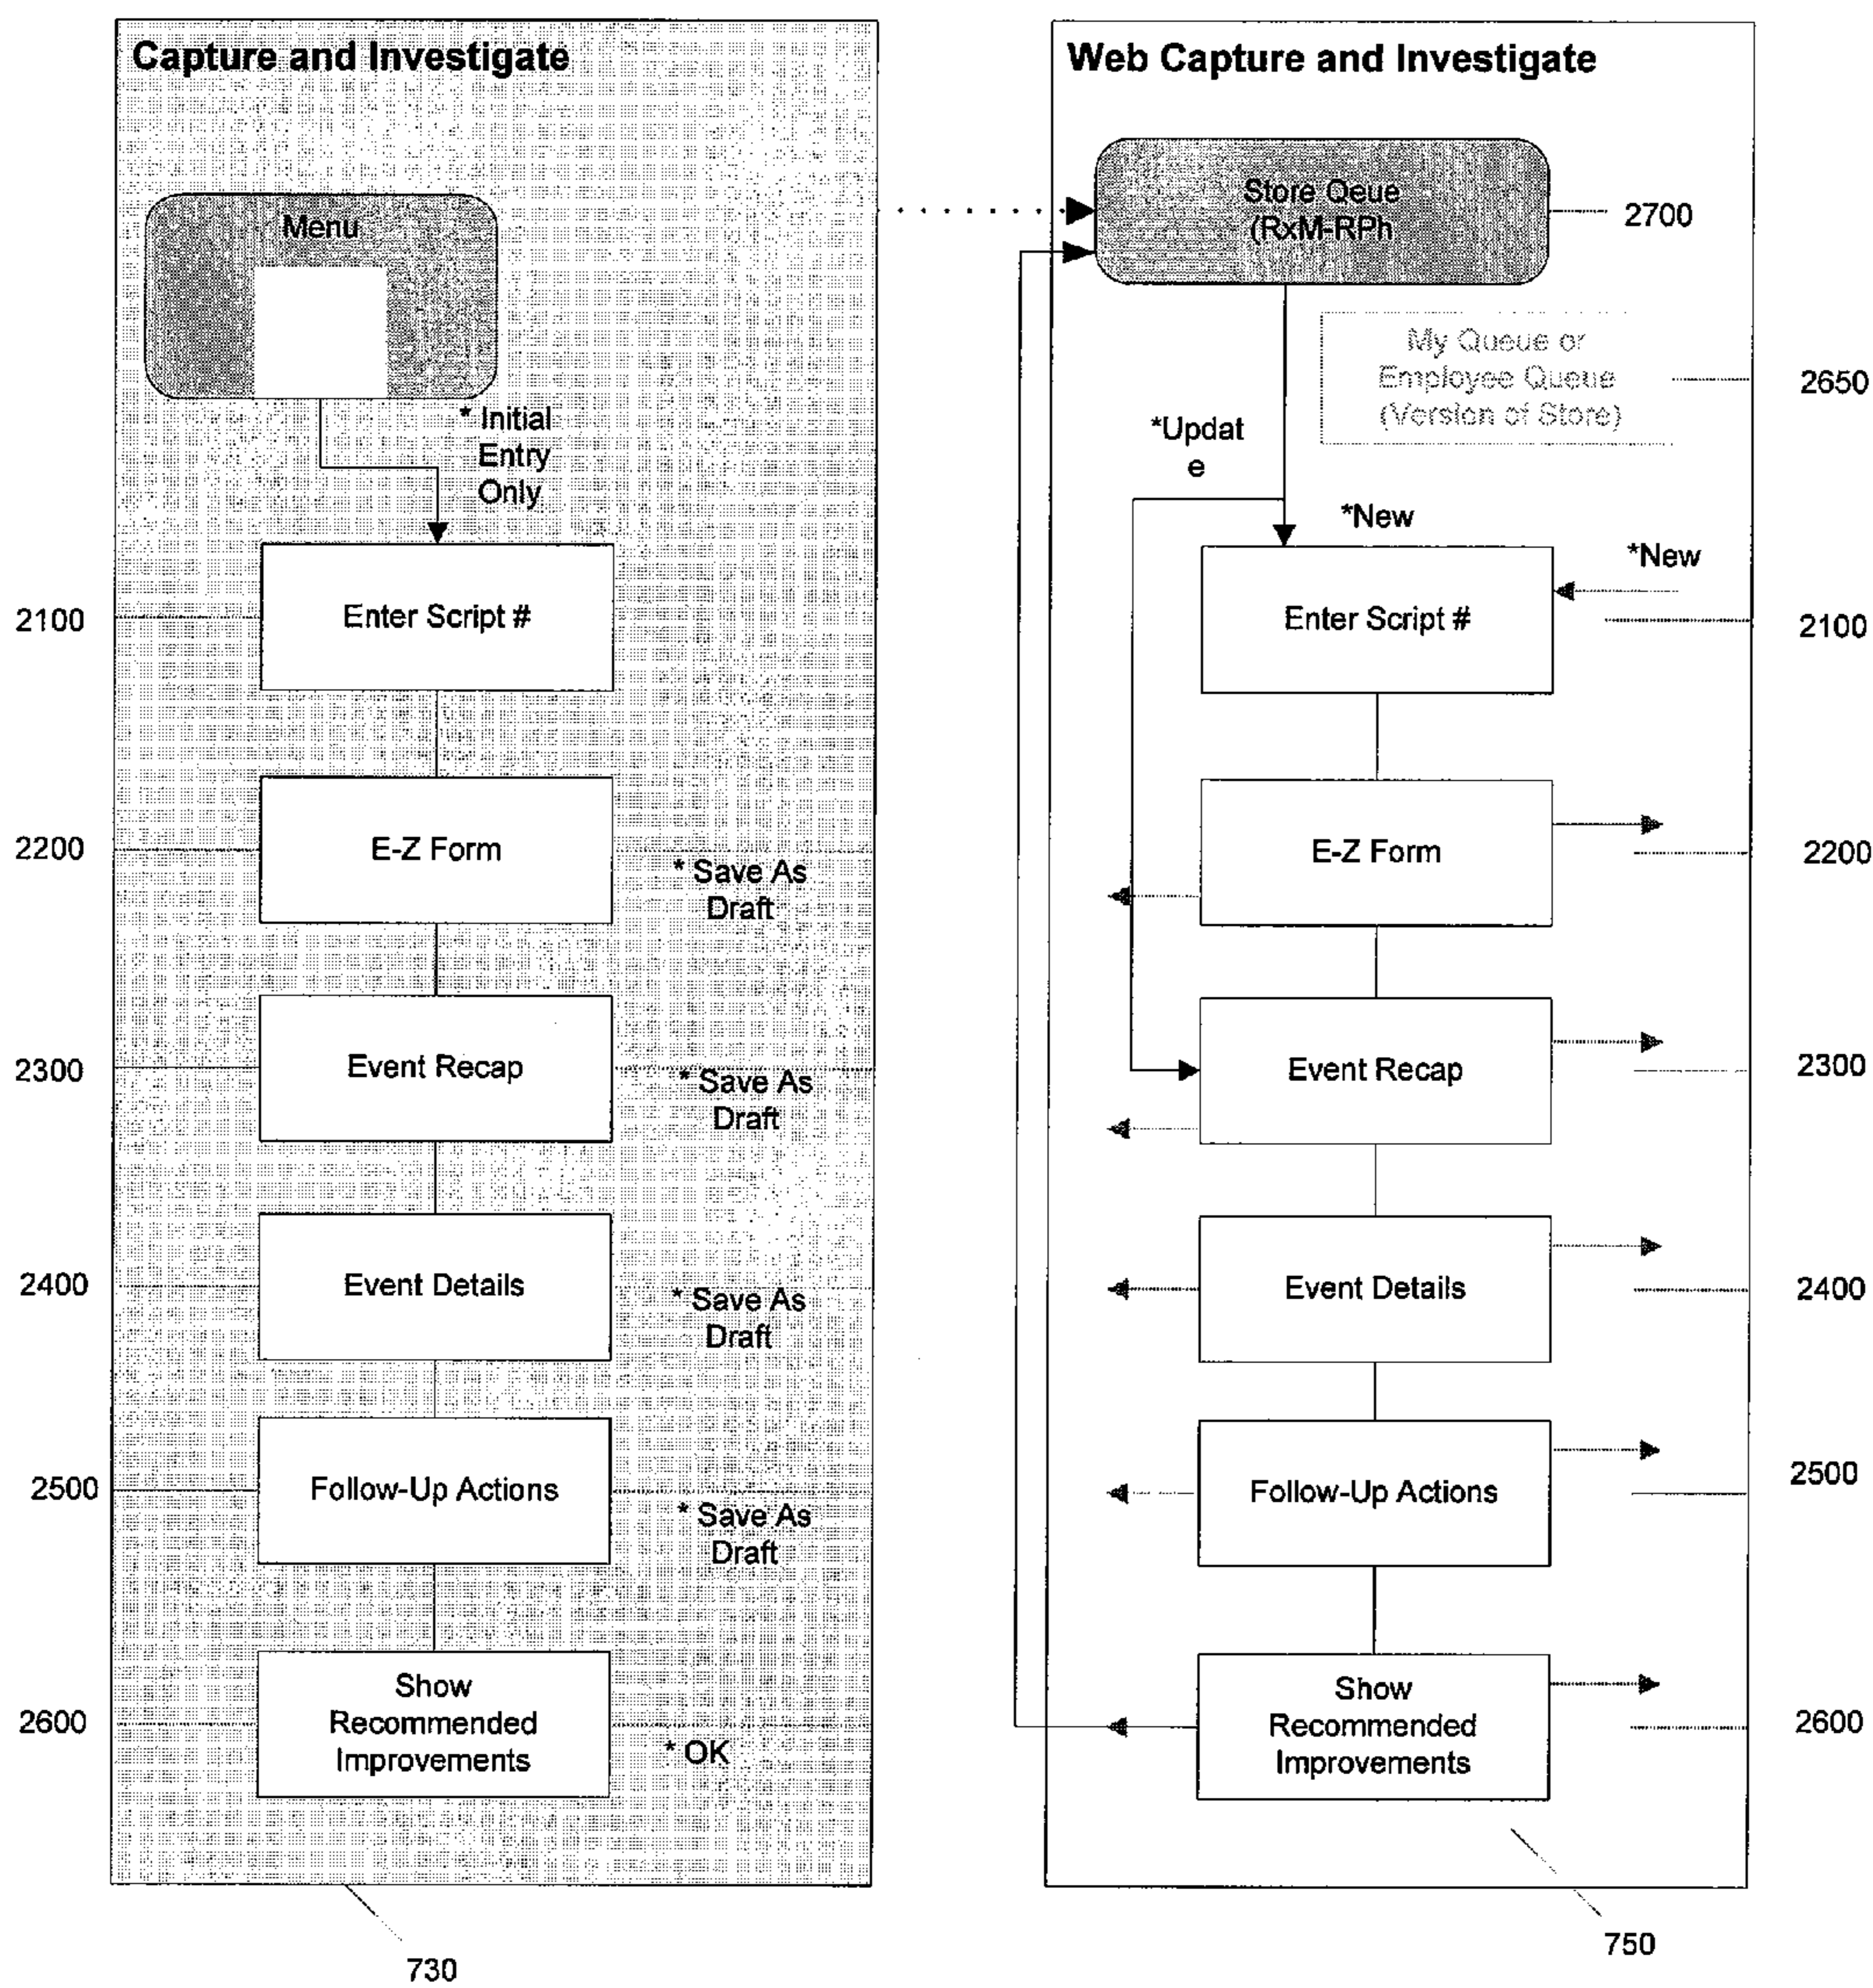 Capture and Investigate
Menu
* Initial
Entry
Only
2100
Enter Script #
2200
E-Z Form
* Save As
Draft
2300
Event Recap
* Save As
Draft
2400
Event Details
* Save As
Draft
2500
Follow-Up Actions
* Save As
Draft
2600
Show
Recommended
Improvements
* OK
730
Web Capture and Investigate
Store Qeue
(RxM-RPh
2700
My Queue or
Employee Queue
(Version of Store)
2650
*Updat
e
*New
*New
Enter Script #
2100
E-Z Form
2200
Event Recap
2300
Event Details
2400
Follow-Up Actions
2500
Show
Recommended
Improvements
2600
750